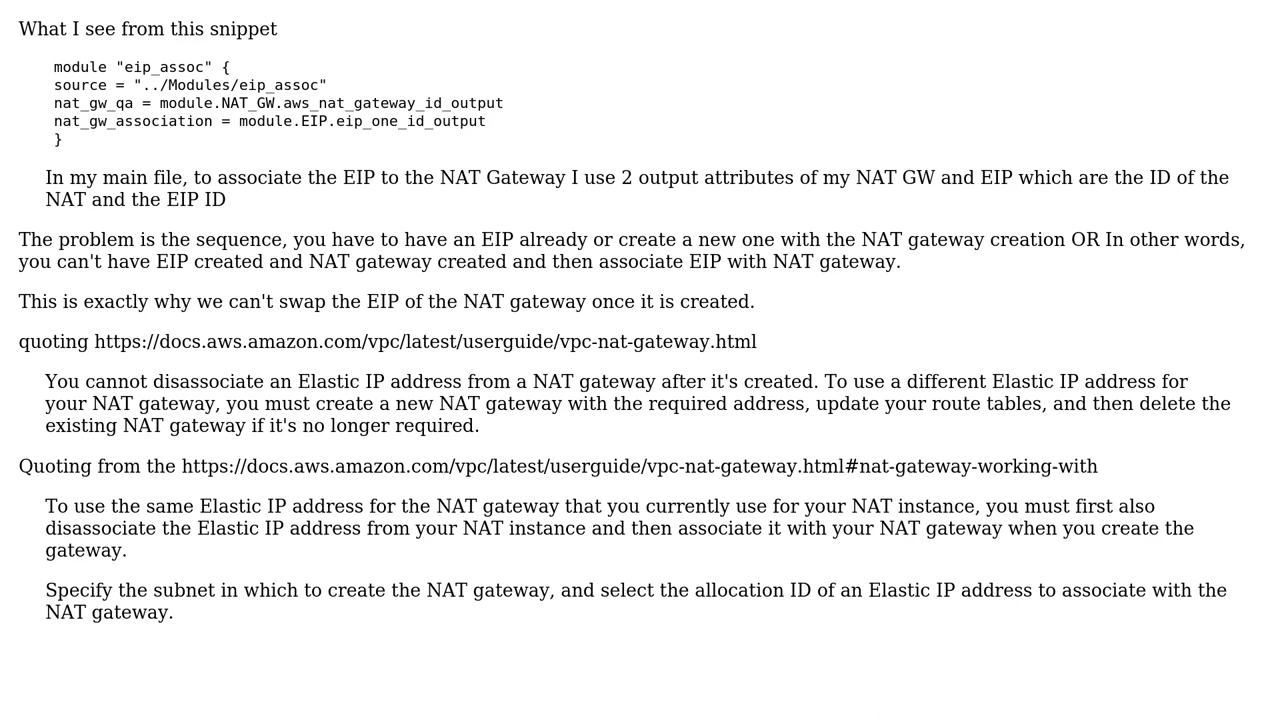 What I see from this snippet
module "eip_assoc" {
source = "../Modules/eip_assoc"
nat_gw_qa = module.NAT_GW.aws_nat_gateway_id_output
nat_gw_association = module.EIP.eip_one_id_output
}
In my main file, to associate the EIP to the NAT Gateway I use 2 output attributes of my NAT GW and EIP which are the ID of the
NAT and the EIP ID
The problem is the sequence, you have to have an EIP already or create a new one with the NAT gateway creation OR In other words,
you can't have EIP created and NAT gateway created and then associate EIP with NAT gateway.
This is exactly why we can't swap the EIP of the NAT gateway once it is created.
quoting https://docs.aws.amazon.com/vpc/latest/userguide/vpc-nat-gateway.html
You cannot disassociate an Elastic IP address from a NAT gateway after it's created. To use a different Elastic IP address for
your NAT gateway, you must create a new NAT gateway with the required address, update your route tables, and then delete the
existing NAT gateway if it's no longer required.
Quoting from the https://docs.aws.amazon.com/vpc/latest/userguide/vpc-nat-gateway.html#nat-gateway-working-with
To use the same Elastic IP address for the NAT gateway that you currently use for your NAT instance, you must first also
disassociate the Elastic IP address from your NAT instance and then associate it with your NAT gateway when you create the
gateway.
Specify the subnet in which to create the NAT gateway, and select the allocation ID of an Elastic IP address to associate with the
NAT gateway.